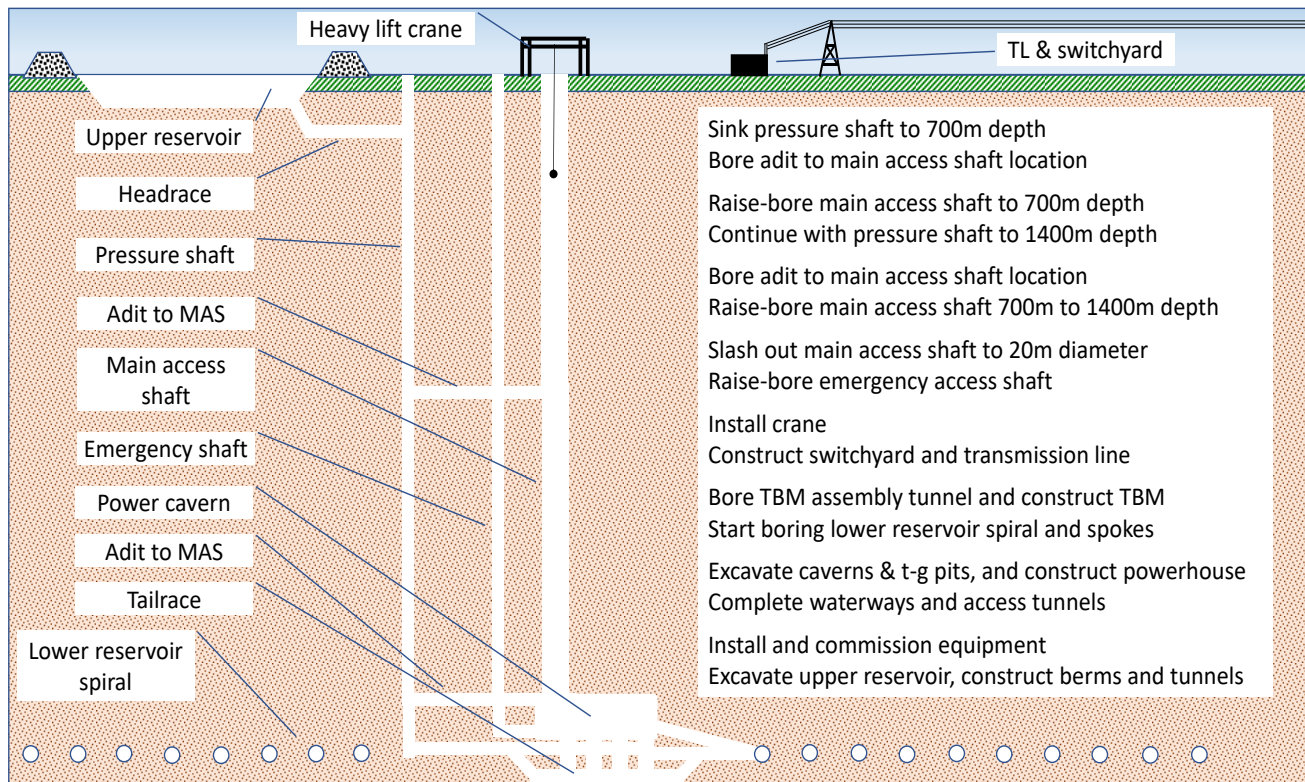 Heavy lift crane
TL & switchyard
Upper reservoir
Headrace
Pressure shaft
Adit to MAS
Main access
shaft
Emergency shaft
Power cavern
Adit to MAS
Tailrace
Lower reservoir
spiral
Sink pressure shaft to 700m depth
Bore adit to main access shaft location
Raise-bore main access shaft to 700m depth
Continue with pressure shaft to 1400m depth
Bore adit to main access shaft location
Raise-bore main access shaft 700m to 1400m depth
Slash out main access shaft to 20m diameter
Raise-bore emergency access shaft
Install crane
Construct switchyard and transmission line
Bore TBM assembly tunnel and construct TBM
Start boring lower reservoir spiral and spokes
Excavate caverns & t-g pits, and construct powerhouse
Complete waterways and access tunnels
Install and commission equipment
Excavate upper reservoir, construct berms and tunnels